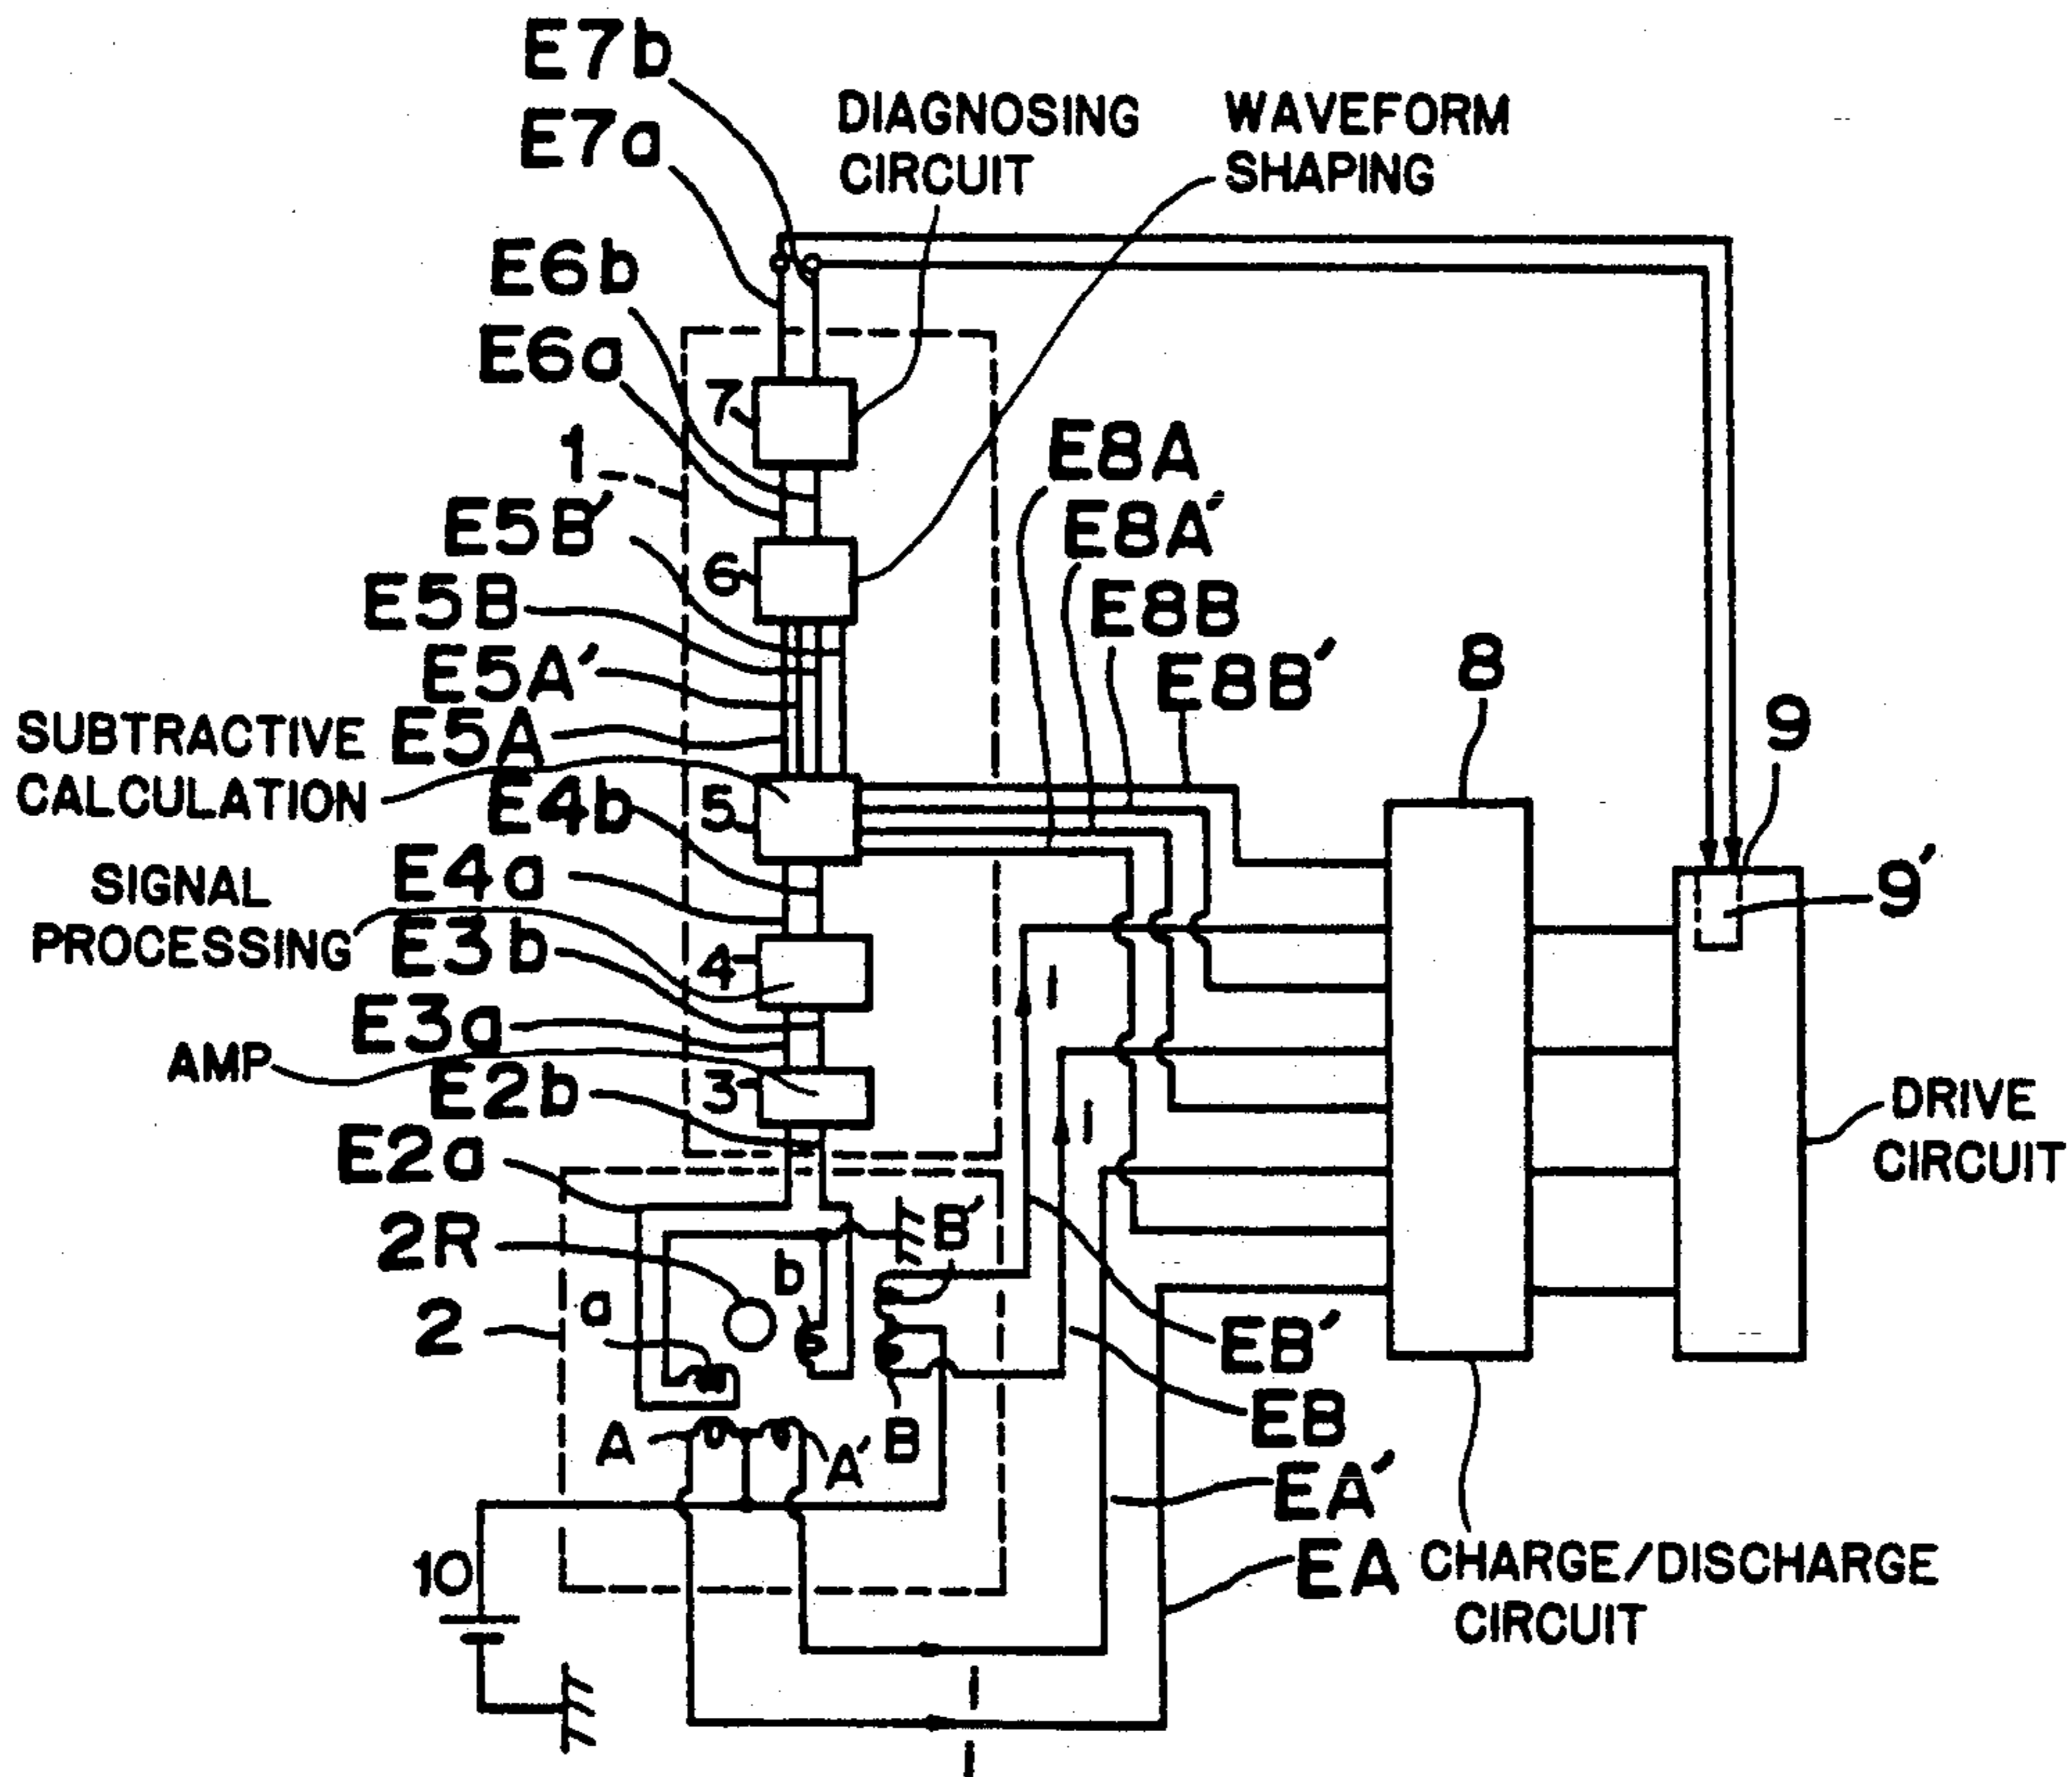 E7b
E7a
DIAGNOSING
CIRCUIT
WAVEFORM
SHAPING
E6b
E6a
7
1
E5B'
6
E5B
E5A'
E5A
SUBTRACTIVE
CALCULATION
E8A
E8A'
E8B
E8B'
8
9
9'
E4b
5
E4a
SIGNAL
PROCESSING
E3b
4
E3a
AMP
3
E2b
E2a
2R
2
a
b
B'
B
A
A'
I
I
DRIVE
CIRCUIT
EB'
EB
EA'
EA
CHARGE/DISCHARGE
CIRCUIT
10
I
I